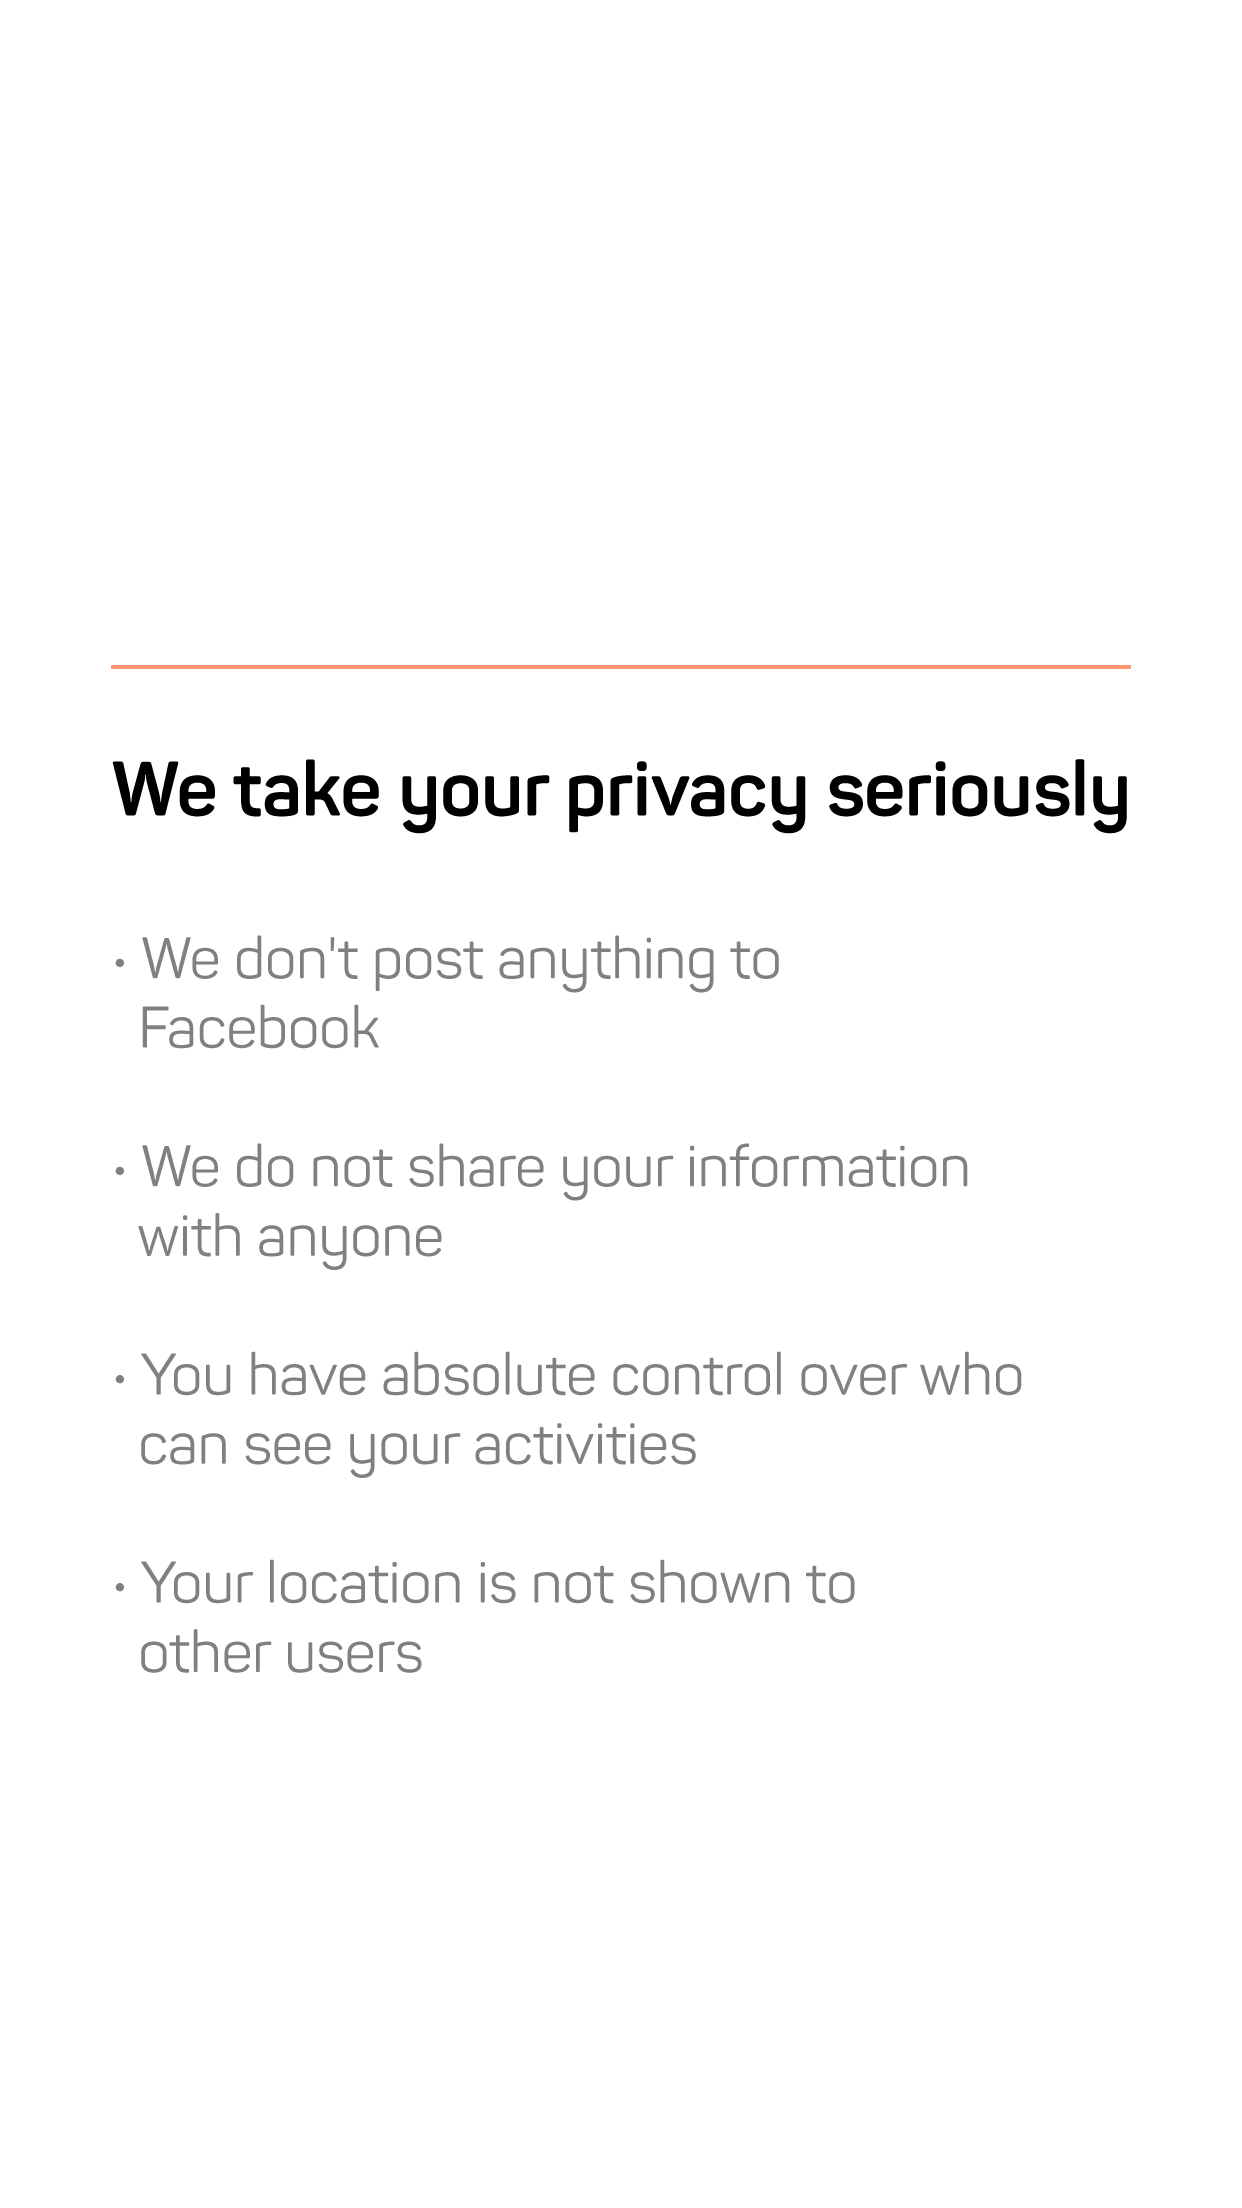 We take your privacy seriously
• We don't post anything to
Facebook
• We do not share your information
with anyone
• You have absolute control over who
can see your activities
• Your location is not shown to
other users